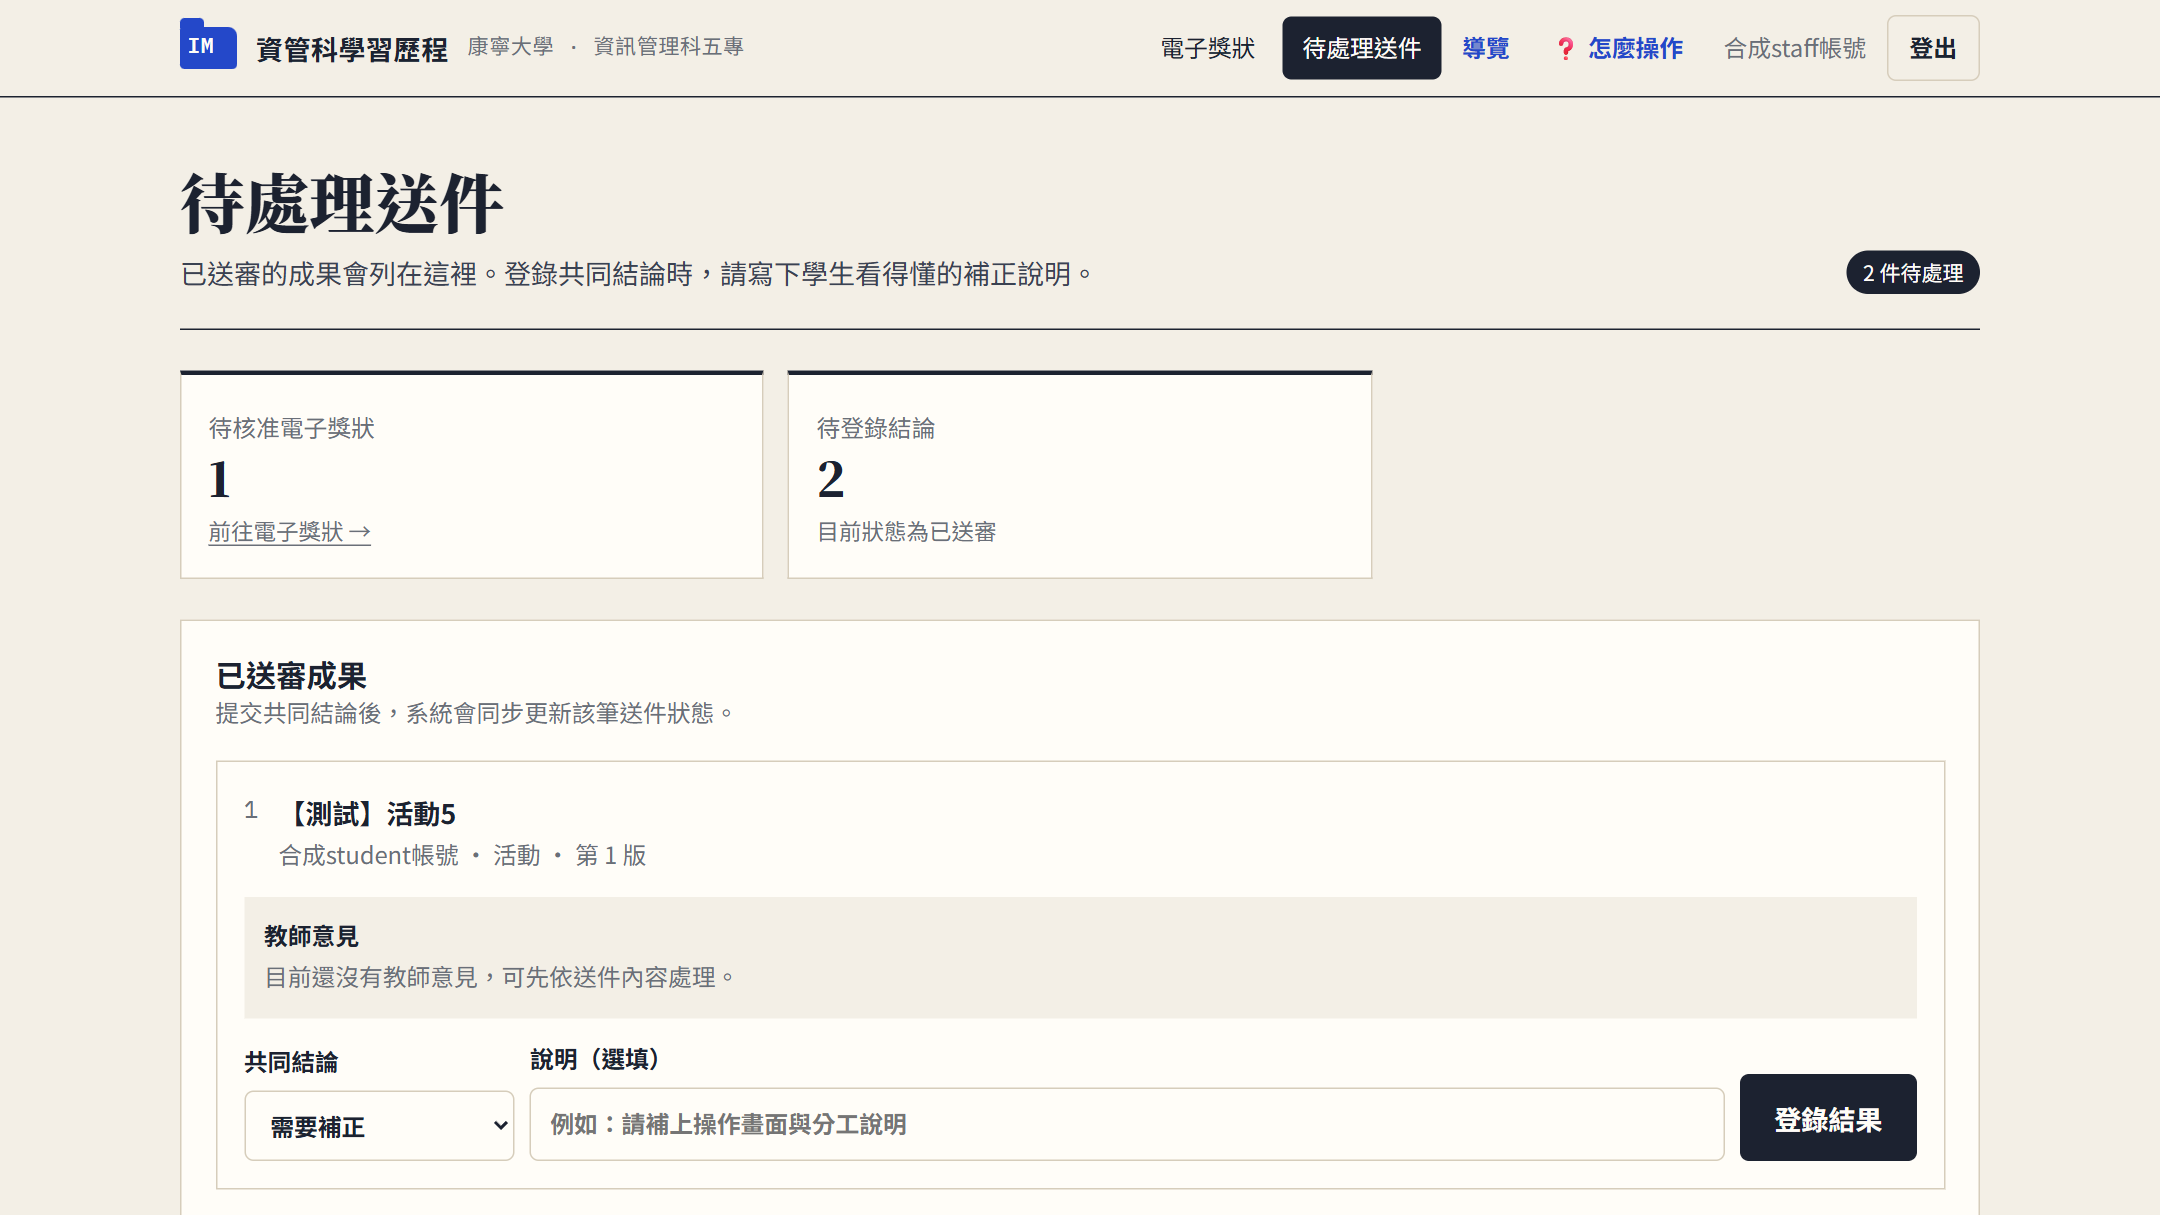 IM 資管科學習歷程 康寧大學 · 資訊管理科五專 電子獎狀 待處理送件 導覽 ❓ 怎麼操作 合成staff帳號 登出
待處理送件
已送審的成果會列在這裡。登錄共同結論時，請寫下學生看得懂的補正說明。 2 件待處理
待核准電子獎狀
1
前往電子獎狀 →
待登錄結論
2
目前狀態為已送審
已送審成果
提交共同結論後，系統會同步更新該筆送件狀態。
1 【測試】活動5
合成student帳號 · 活動 · 第 1 版
教師意見
目前還沒有教師意見，可先依送件內容處理。
共同結論 說明（選填）
需要補正 例如：請補上操作畫面與分工說明 登錄結果